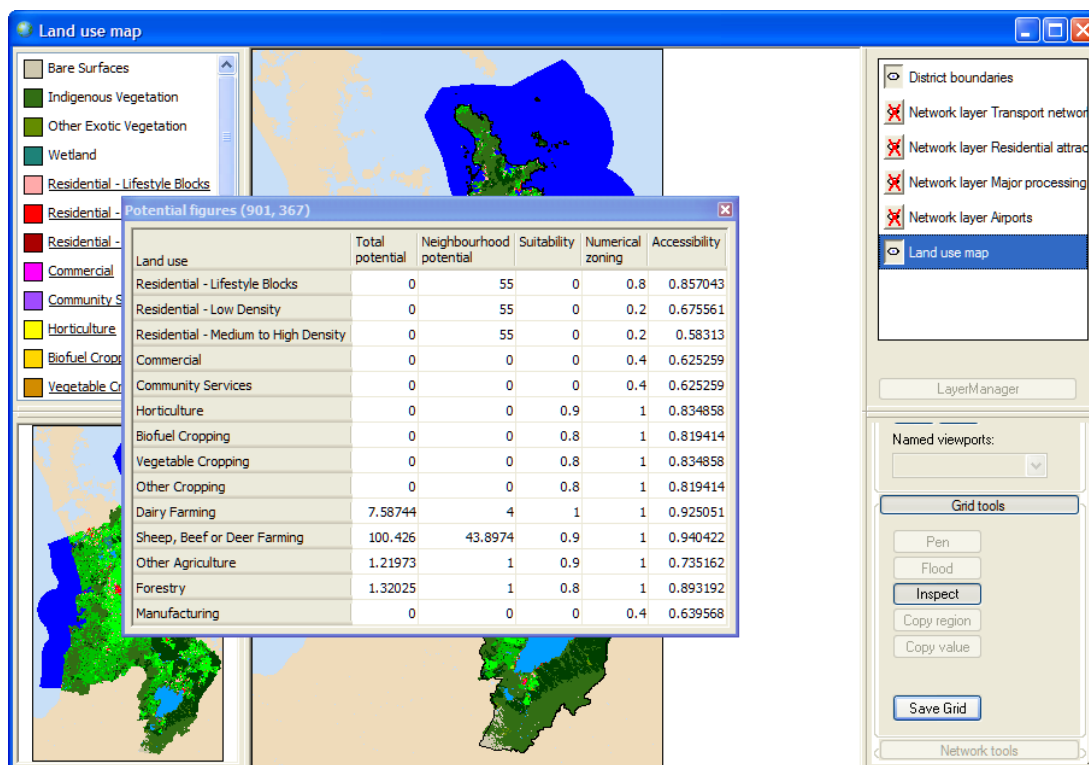 Land use map
Bare Surfaces
Indigenous Vegetation
Other Exotic Vegetation
Wetland
Residential - Lifestyle Blocks
Residential -
Residential -
Commercial
Community S
Horticulture
Biofuel Cropp
Vegetable Cr
Potential figures (901, 367)
Land use Total potential Neighbourhood potential Suitability Numerical zoning Accessibility
Residential - Lifestyle Blocks 0 55 0 0.8 0.857043
Residential - Low Density 0 55 0 0.2 0.675561
Residential - Medium to High Density 0 55 0 0.2 0.58313
Commercial 0 0 0 0.4 0.625259
Community Services 0 0 0 0.4 0.625259
Horticulture 0 0 0.9 1 0.834858
Biofuel Cropping 0 0 0.8 1 0.819414
Vegetable Cropping 0 0 0.8 1 0.834858
Other Cropping 0 0 0.8 1 0.819414
Dairy Farming 7.58744 4 1 1 0.925051
Sheep, Beef or Deer Farming 100.426 43.8974 0.9 1 0.940422
Other Agriculture 1.21973 1 0.9 1 0.735162
Forestry 1.32025 1 0.8 1 0.893192
Manufacturing 0 0 0 0.4 0.639568
District boundaries
Network layer Transport networ
Network layer Residential attrac
Network layer Major processing
Network layer Airports
Land use map
LayerManager
Named viewports:
Grid tools
Pen
Flood
Inspect
Copy region
Copy value
Save Grid
Network tools